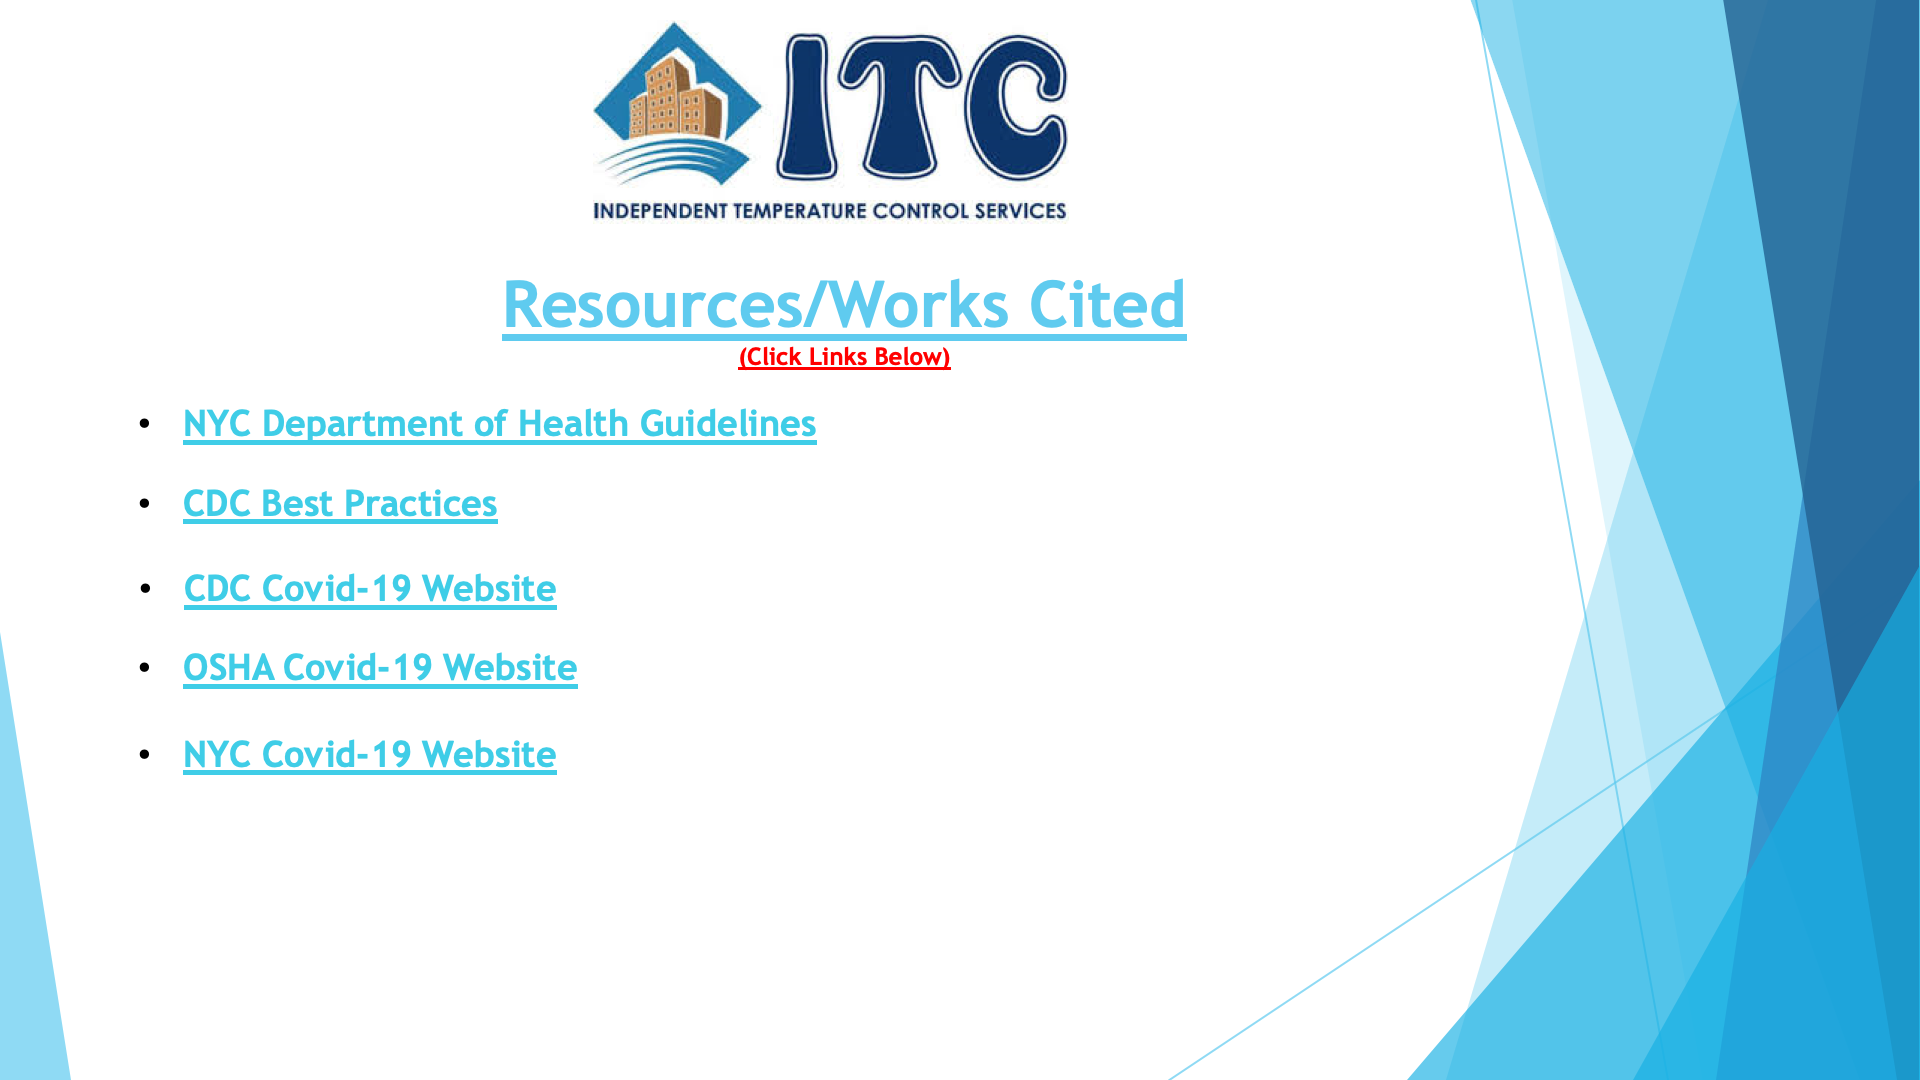 ITC
INDEPENDENT TEMPERATURE CONTROL SERVICES
Resources/Works Cited
(Click Links Below)
• NYC Department of Health Guidelines
• CDC Best Practices
• CDC Covid-19 Website
• OSHA Covid-19 Website
• NYC Covid-19 Website